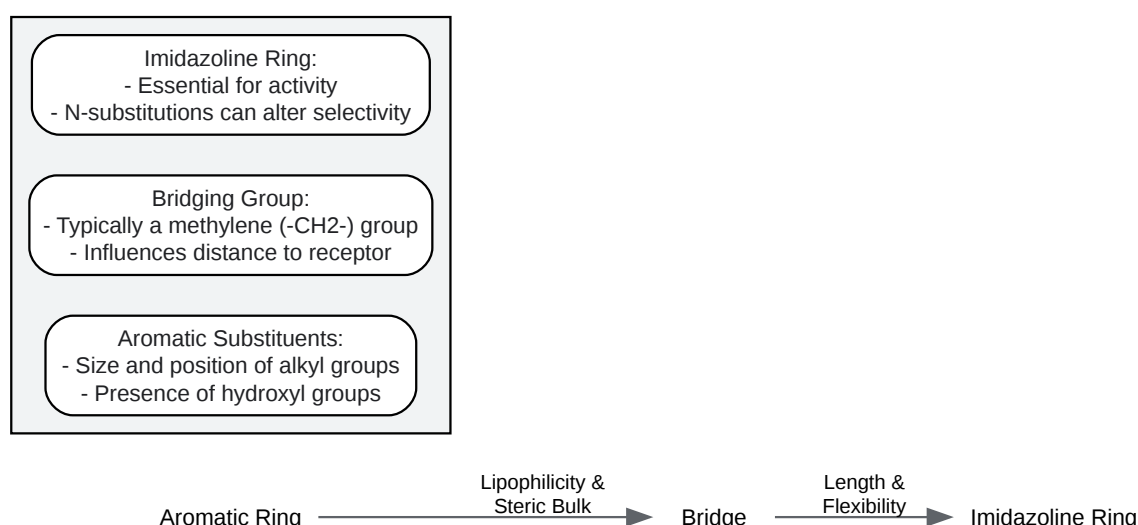 Imidazoline Ring:
- Essential for activity
- N-substitutions can alter selectivity
Bridging Group:
- Typically a methylene (-CH2-) group
- Influences distance to receptor
Aromatic Substituents:
- Size and position of alkyl groups
- Presence of hydroxyl groups
Lipophilicity &
Steric Bulk
Length &
Flexibility
Aromatic Ring
Bridge
Imidazoline Ring